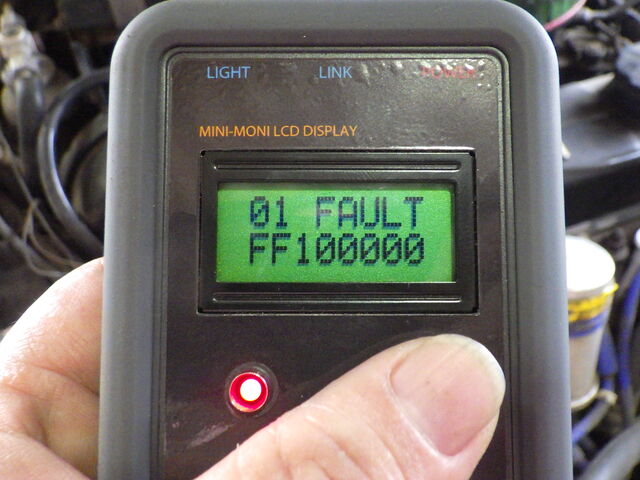 LIGHT LINK POWER
MINI-MONI LCD DISPLAY
01 FAULT
FF100000